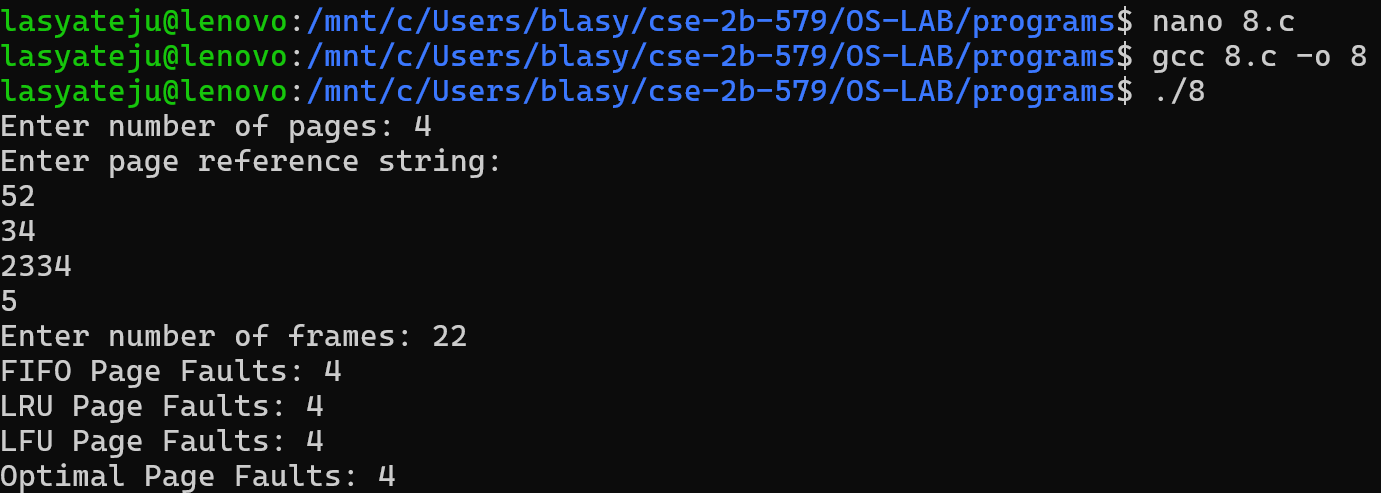 lasyateju@lenovo:/mnt/c/Users/blasy/cse-2b-579/OS-LAB/programs$ nano 8.c
lasyateju@lenovo:/mnt/c/Users/blasy/cse-2b-579/OS-LAB/programs$ gcc 8.c -o 8
lasyateju@lenovo:/mnt/c/Users/blasy/cse-2b-579/OS-LAB/programs$ ./8
Enter number of pages: 4
Enter page reference string:
52
34
2334
5
Enter number of frames: 22
FIFO Page Faults: 4
LRU Page Faults: 4
LFU Page Faults: 4
Optimal Page Faults: 4